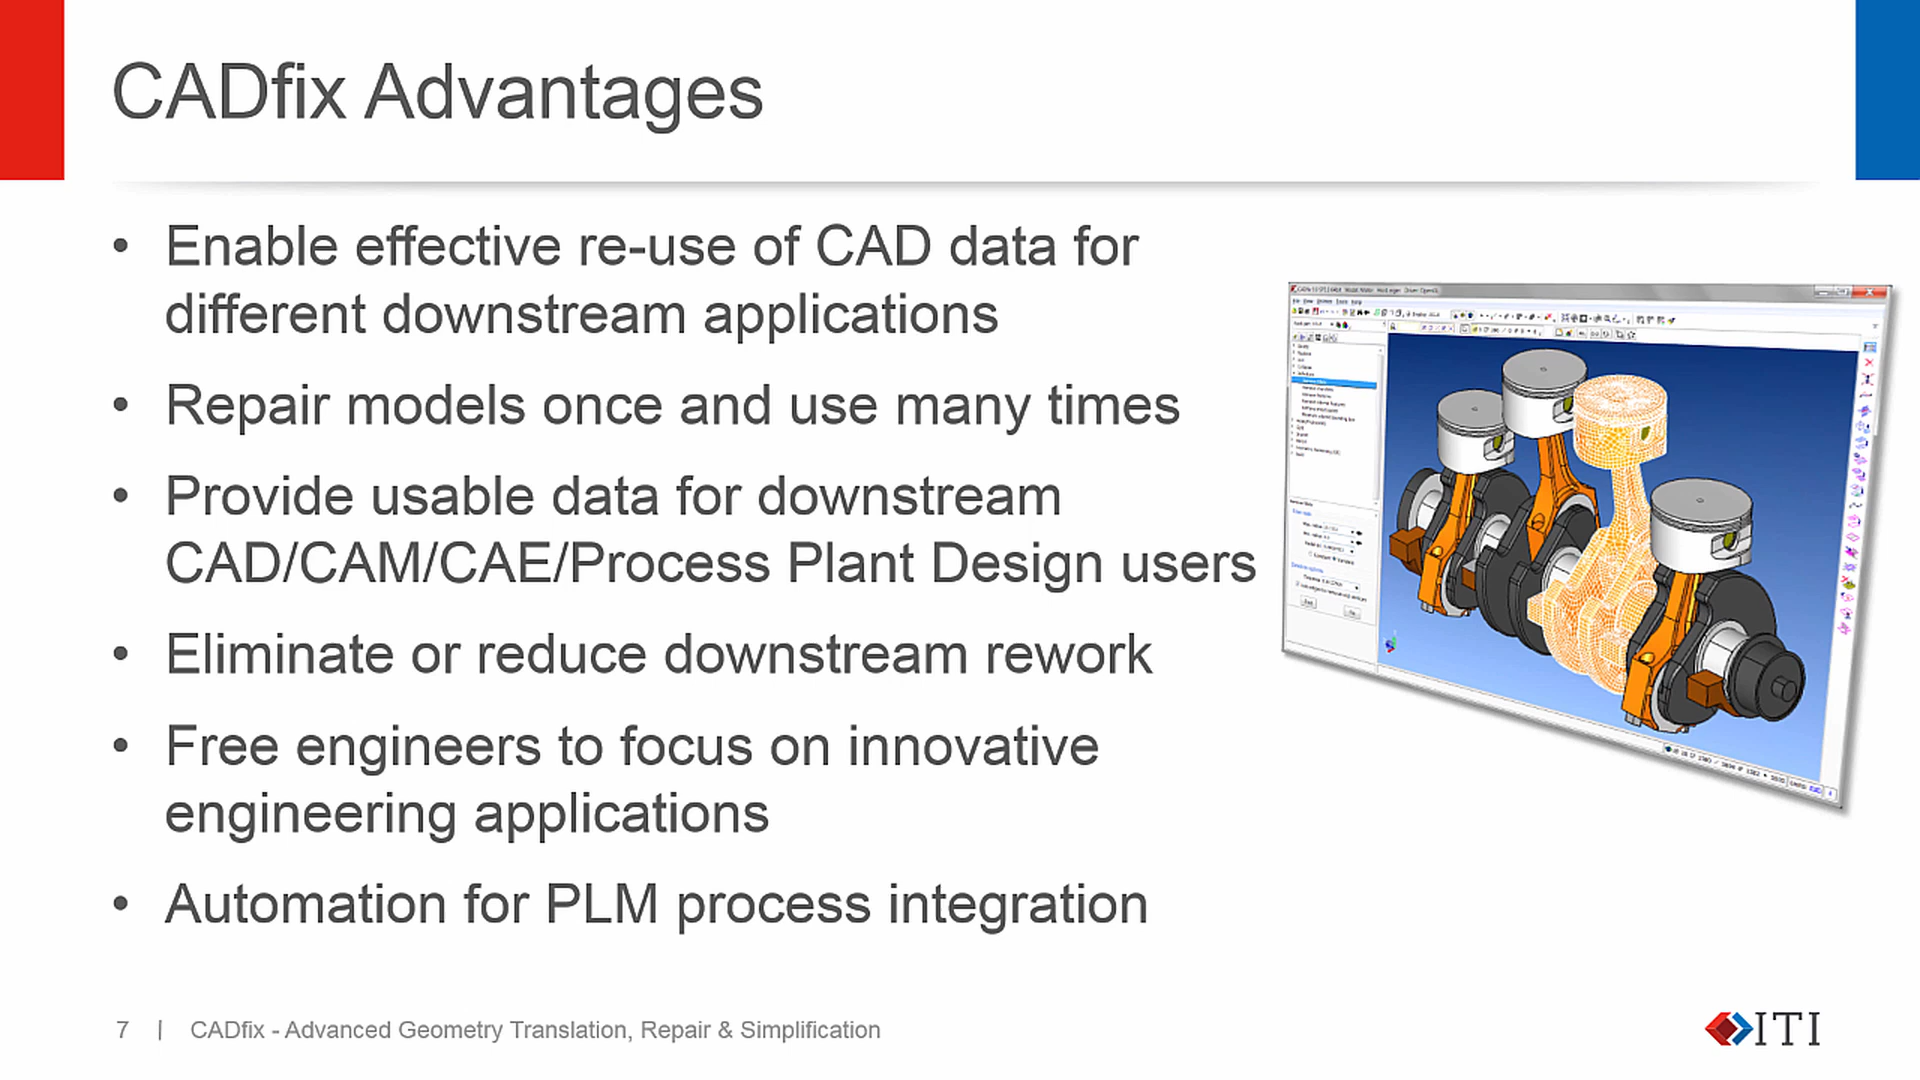 CADfix Advantages
• Enable effective re-use of CAD data for
different downstream applications
• Repair models once and use many times
• Provide usable data for downstream
CAD/CAM/CAE/Process Plant Design users
• Eliminate or reduce downstream rework
• Free engineers to focus on innovative
engineering applications
• Automation for PLM process integration
7 | CADfix - Advanced Geometry Translation, Repair & Simplification
ITI